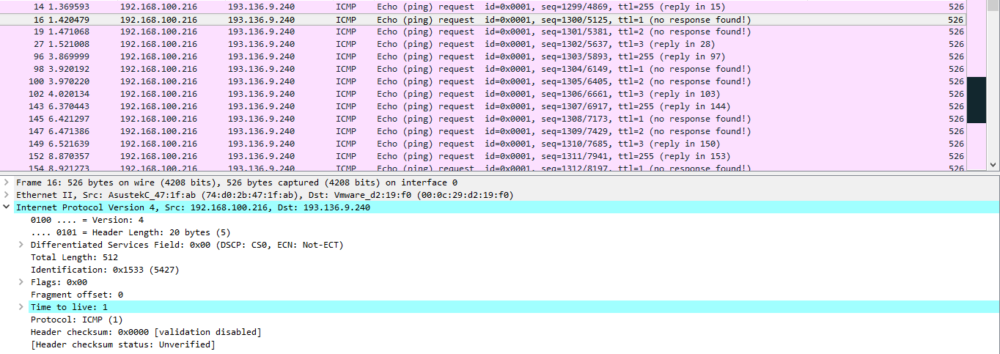 14 1.369593 192.168.100.216 193.136.9.240 ICMP Echo (ping) request id=0x0001, seq=1299/4869, ttl=255 (reply in 15) 526
16 1.420479 192.168.100.216 193.136.9.240 ICMP Echo (ping) request id=0x0001, seq=1300/5125, ttl=1 (no response found!) 526
19 1.471068 192.168.100.216 193.136.9.240 ICMP Echo (ping) request id=0x0001, seq=1301/5381, ttl=2 (no response found!) 526
27 1.521008 192.168.100.216 193.136.9.240 ICMP Echo (ping) request id=0x0001, seq=1302/5637, ttl=3 (reply in 28) 526
96 3.869999 192.168.100.216 193.136.9.240 ICMP Echo (ping) request id=0x0001, seq=1303/5893, ttl=255 (reply in 97) 526
98 3.920192 192.168.100.216 193.136.9.240 ICMP Echo (ping) request id=0x0001, seq=1304/6149, ttl=1 (no response found!) 526
100 3.970220 192.168.100.216 193.136.9.240 ICMP Echo (ping) request id=0x0001, seq=1305/6405, ttl=2 (no response found!) 526
102 4.020134 192.168.100.216 193.136.9.240 ICMP Echo (ping) request id=0x0001, seq=1306/6661, ttl=3 (reply in 103) 526
143 6.370443 192.168.100.216 193.136.9.240 ICMP Echo (ping) request id=0x0001, seq=1307/6917, ttl=255 (reply in 144) 526
145 6.421297 192.168.100.216 193.136.9.240 ICMP Echo (ping) request id=0x0001, seq=1308/7173, ttl=1 (no response found!) 526
147 6.471386 192.168.100.216 193.136.9.240 ICMP Echo (ping) request id=0x0001, seq=1309/7429, ttl=2 (no response found!) 526
149 6.521639 192.168.100.216 193.136.9.240 ICMP Echo (ping) request id=0x0001, seq=1310/7685, ttl=3 (reply in 150) 526
152 8.870357 192.168.100.216 193.136.9.240 ICMP Echo (ping) request id=0x0001, seq=1311/7941, ttl=255 (reply in 153) 526
154 8.921273 192.168.100.216 193.136.9.240 ICMP Echo (ping) request id=0x0001, seq=1312/8197, ttl=1 (no response found!) 526
Frame 16: 526 bytes on wire (4208 bits), 526 bytes captured (4208 bits) on interface 0
Ethernet II, Src: AsustekC_47:1f:ab (74:d0:2b:47:1f:ab), Dst: Vmware_d2:19:f0 (00:0c:29:d2:19:f0)
Internet Protocol Version 4, Src: 192.168.100.216, Dst: 193.136.9.240
0100 .... = Version: 4
.... 0101 = Header Length: 20 bytes (5)
Differentiated Services Field: 0x00 (DSCP: CS0, ECN: Not-ECT)
Total Length: 512
Identification: 0x1533 (5427)
Flags: 0x00
Fragment offset: 0
Time to live: 1
Protocol: ICMP (1)
Header checksum: 0x0000 [validation disabled]
[Header checksum status: Unverified]